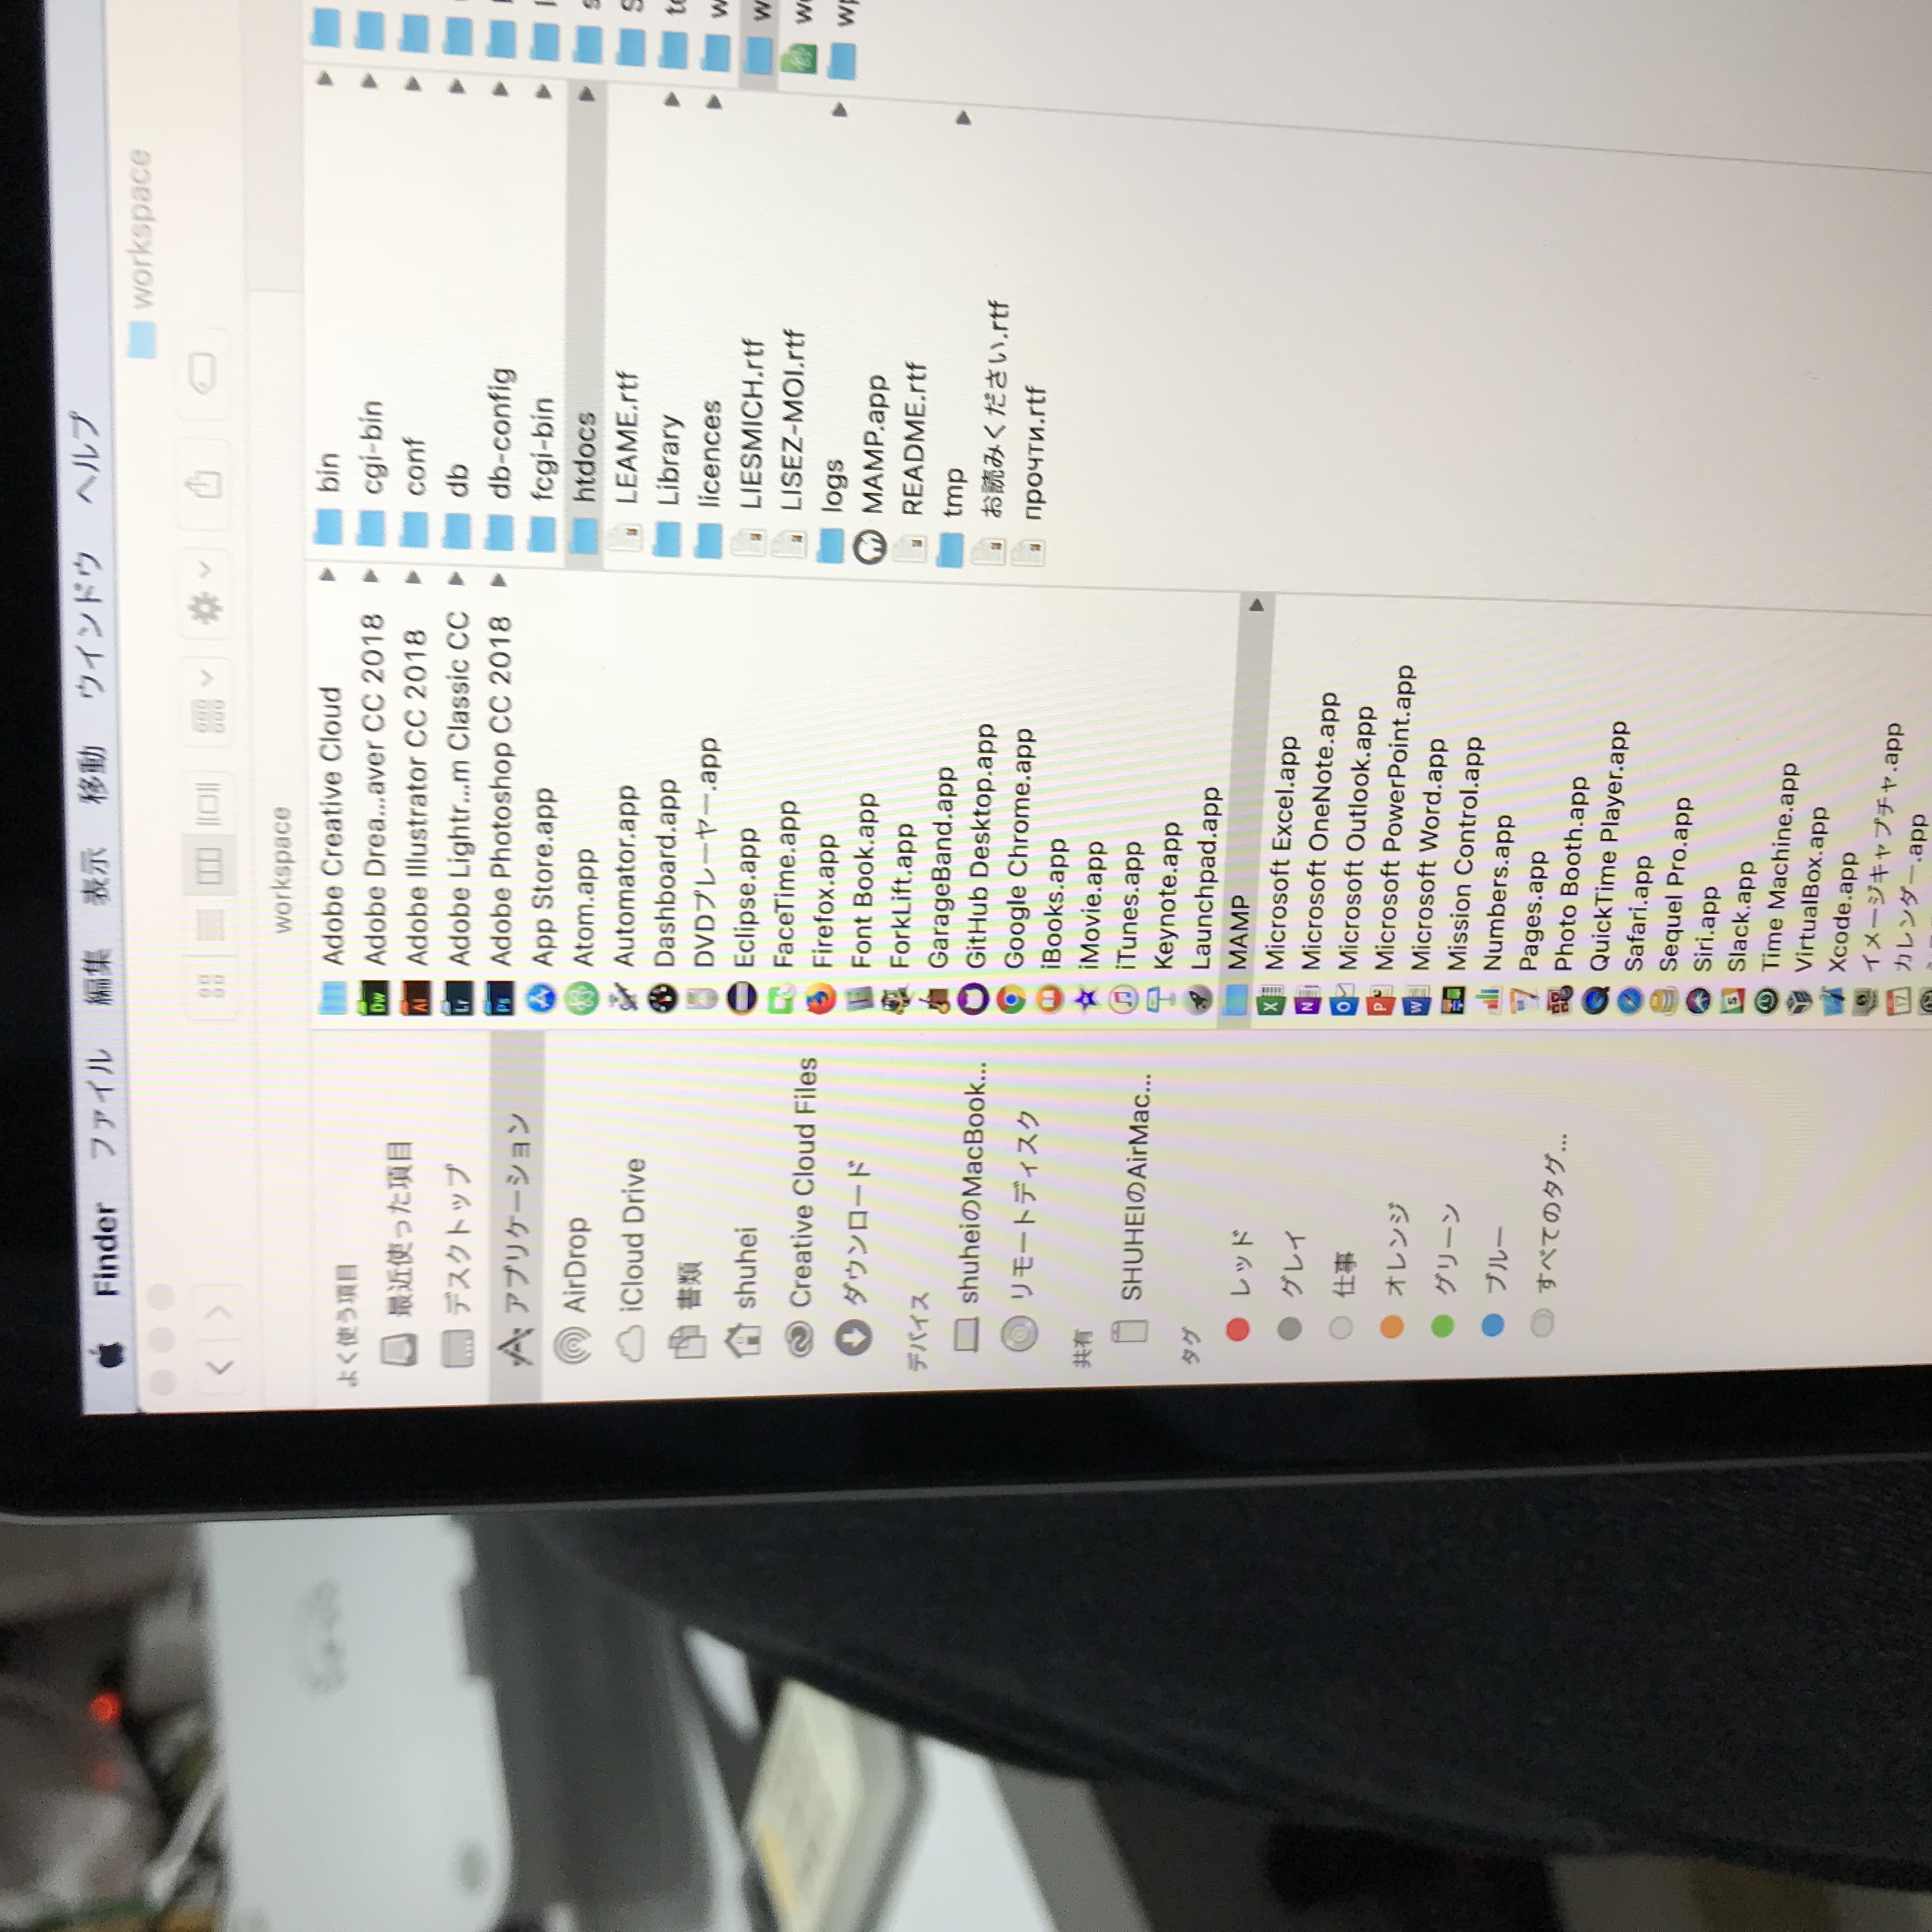 Finder ファイル 編集 表示 移動 ウインドウ ヘルプ
workspace
workspace
よく使う項目
最近使った項目
デスクトップ
アプリケーション
AirDrop
iCloud Drive
書類
shuhei
Creative Cloud Files
ダウンロード
デバイス
shuheiのMacBook...
リモートディスク
共有
SHUHEIのAirMac...
タグ
レッド
グレイ
仕事
オレンジ
グリーン
ブルー
すべてのタグ...
Adobe Creative Cloud
Adobe Drea...aver CC 2018
Adobe Illustrator CC 2018
Adobe Lightr...m Classic CC
Adobe Photoshop CC 2018
App Store.app
Atom.app
Automator.app
Dashboard.app
DVDプレーヤー.app
Eclipse.app
FaceTime.app
Firefox.app
Font Book.app
ForkLift.app
GarageBand.app
GitHub Desktop.app
Google Chrome.app
iBooks.app
iMovie.app
iTunes.app
Keynote.app
Launchpad.app
MAMP
Microsoft Excel.app
Microsoft OneNote.app
Microsoft Outlook.app
Microsoft PowerPoint.app
Microsoft Word.app
Mission Control.app
Numbers.app
Pages.app
Photo Booth.app
QuickTime Player.app
Safari.app
Sequel Pro.app
Siri.app
Slack.app
Time Machine.app
VirtualBox.app
Xcode.app
イメージキャプチャ.app
カレンダー.app
bin
cgi-bin
conf
db
db-config
fcgi-bin
htdocs
LEAME.rtf
Library
licences
LIESMICH.rtf
LISEZ-MOI.rtf
logs
MAMP.app
README.rtf
tmp
お読みください.rtf
прочти.rtf